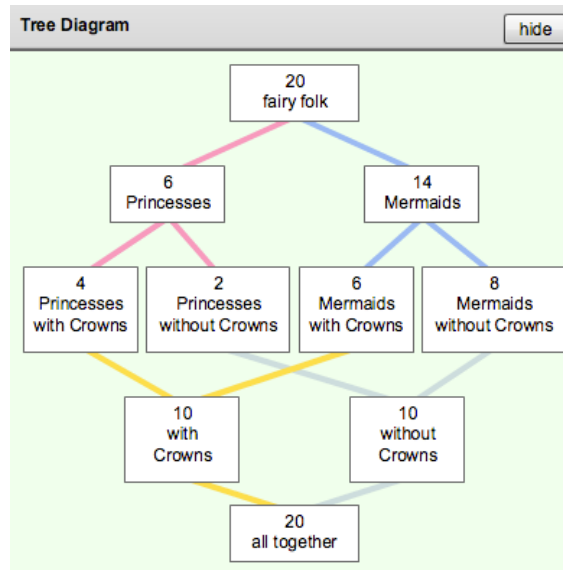 Tree Diagram
hide
20
fairy folk
6
Princesses
14
Mermaids
4
Princesses
with Crowns
2
Princesses
without Crowns
6
Mermaids
with Crowns
8
Mermaids
without Crowns
10
with
Crowns
10
without
Crowns
20
all together